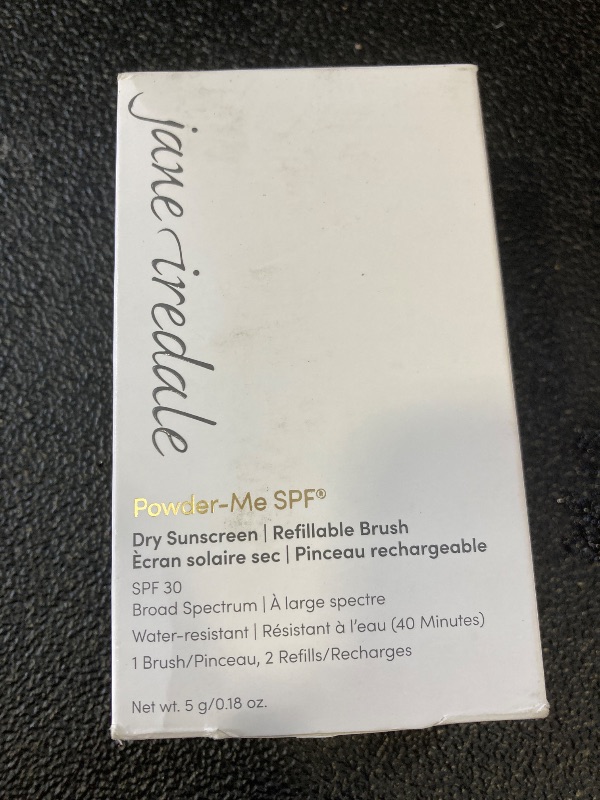 jane iredale
Powder-Me SPF®
Dry Sunscreen | Refillable Brush
Ècran solaire sec | Pinceau rechargeable
SPF 30
Broad Spectrum | À large spectre
Water-resistant | Résistant à l'eau (40 Minutes)
1 Brush/Pinceau, 2 Refills/Recharges
Net wt. 5 g/0.18 oz.